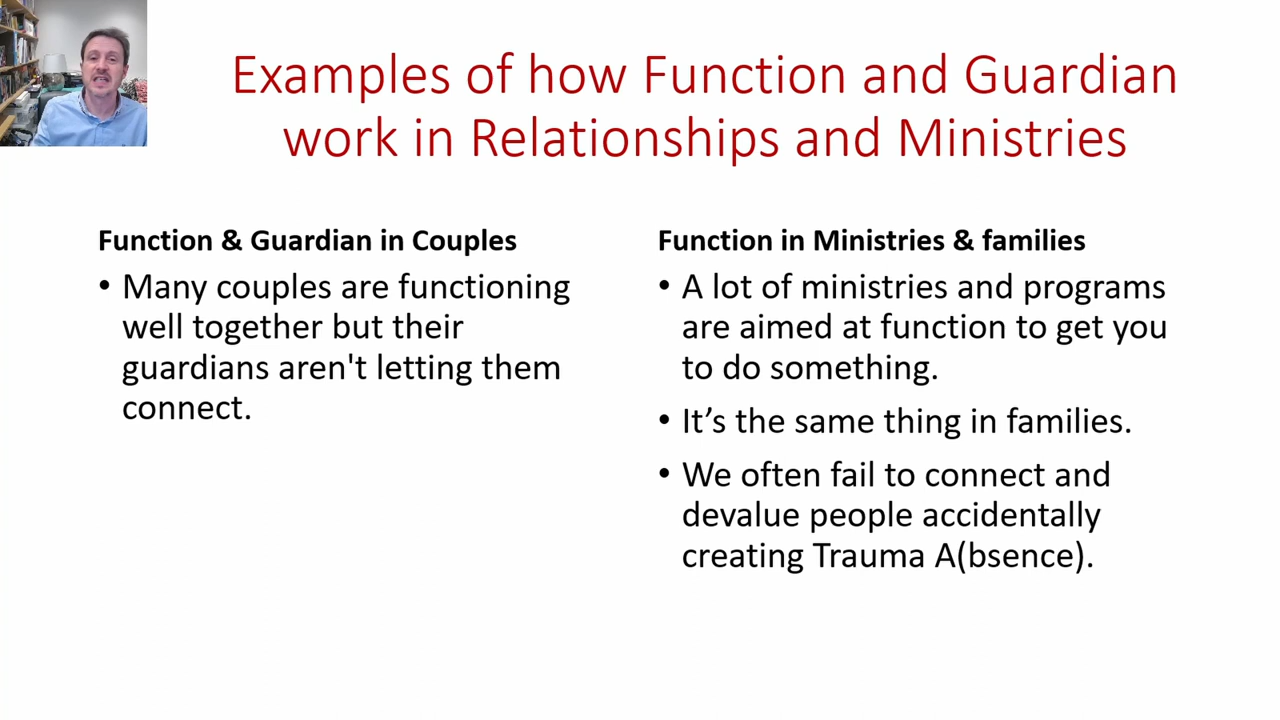 Examples of how Function and Guardian
work in Relationships and Ministries
Function & Guardian in Couples
• Many couples are functioning
well together but their
guardians aren't letting them
connect.
Function in Ministries & families
• A lot of ministries and programs
are aimed at function to get you
to do something.
• It’s the same thing in families.
• We often fail to connect and
devalue people accidentally
creating Trauma A(bsence).